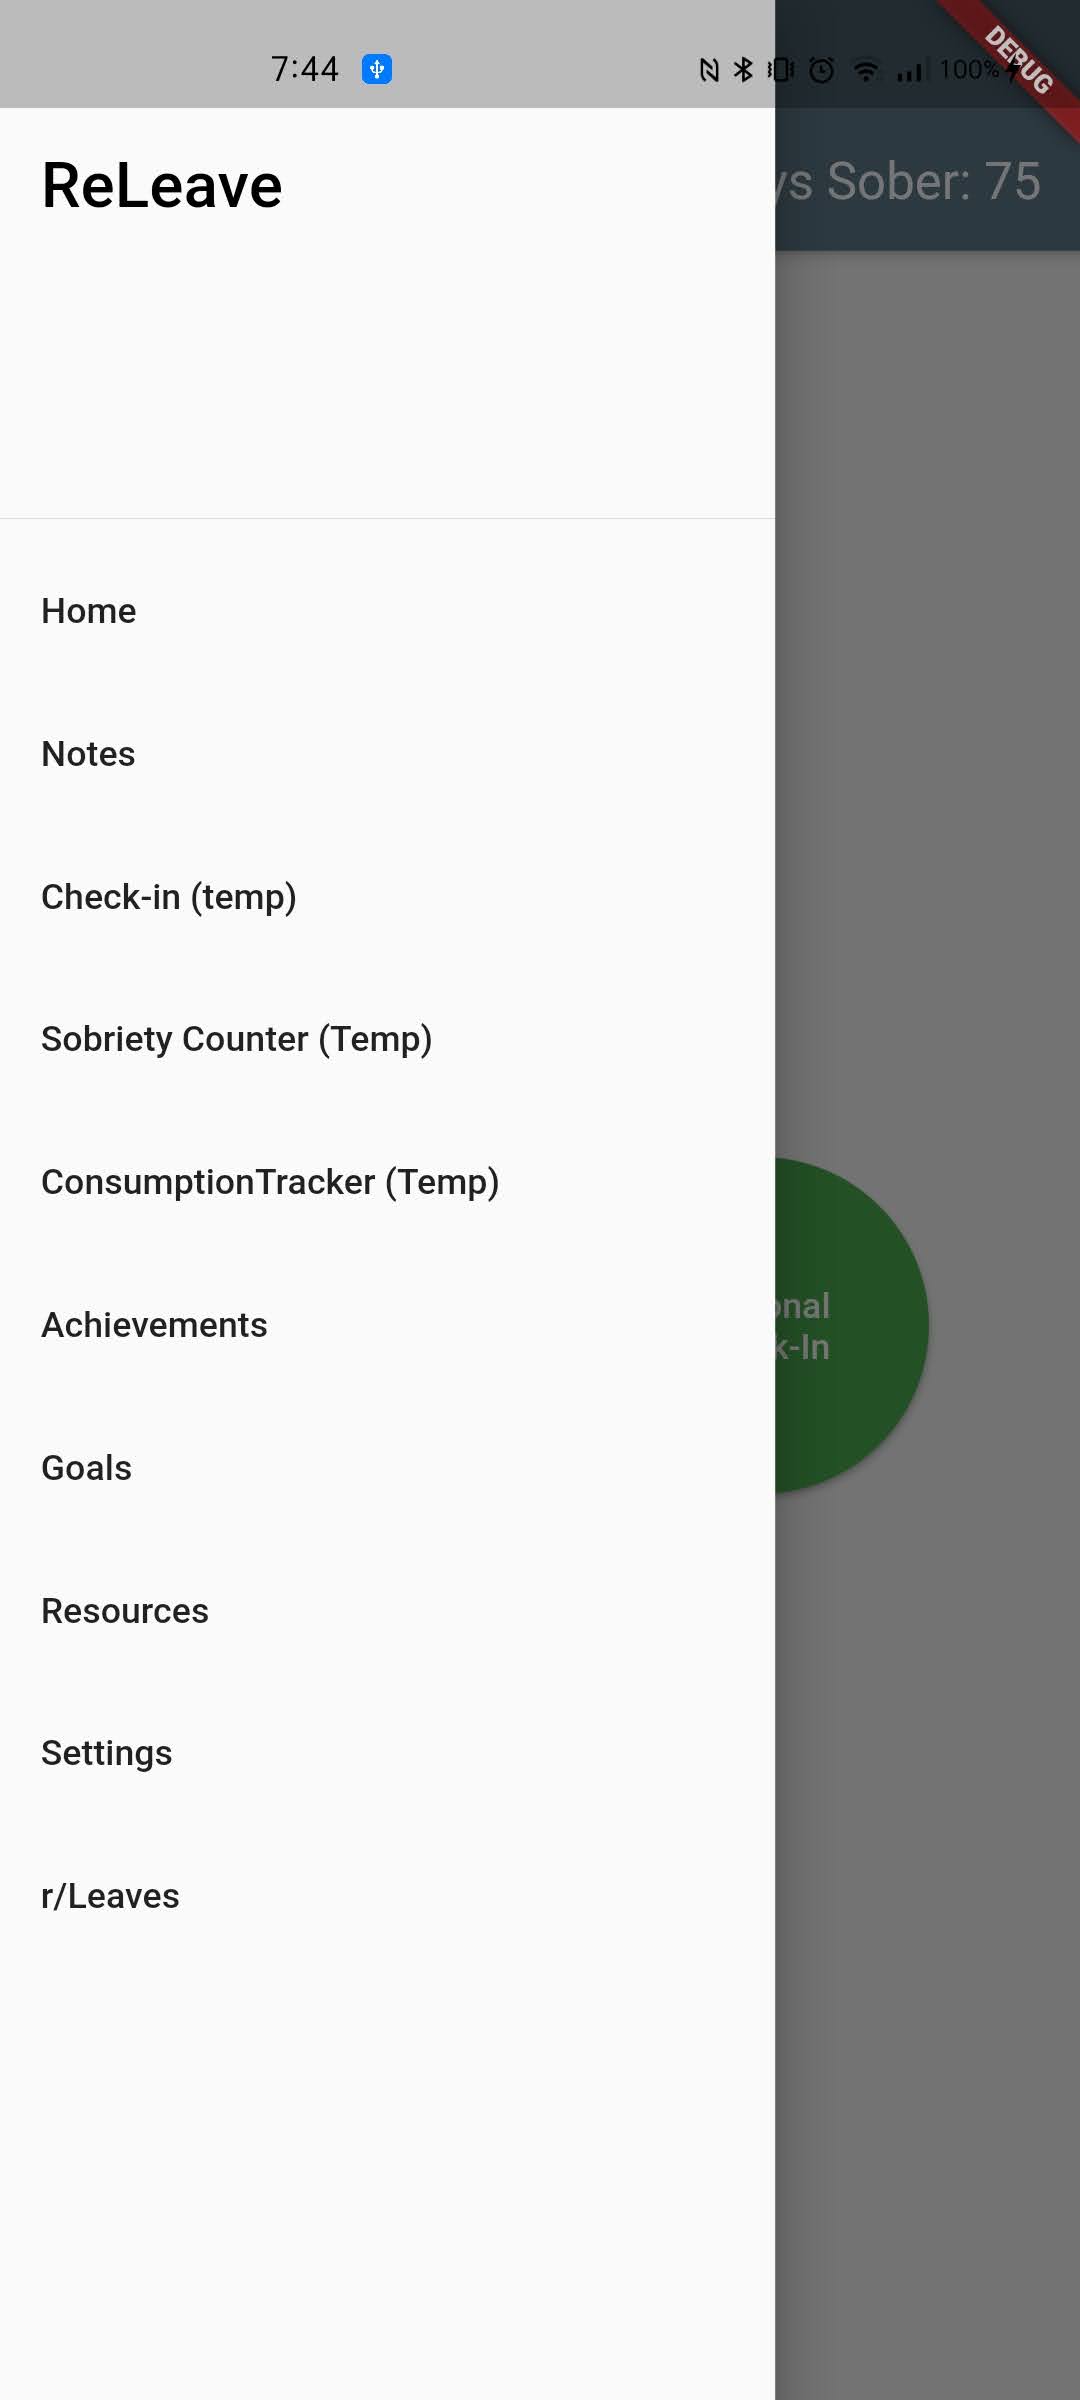 7:44 100%
DEBUG
ReLeave
ys Sober: 75
Home
Notes
Check-in (temp)
Sobriety Counter (Temp)
ConsumptionTracker (Temp)
Achievements
onal
k-In
Goals
Resources
Settings
r/Leaves